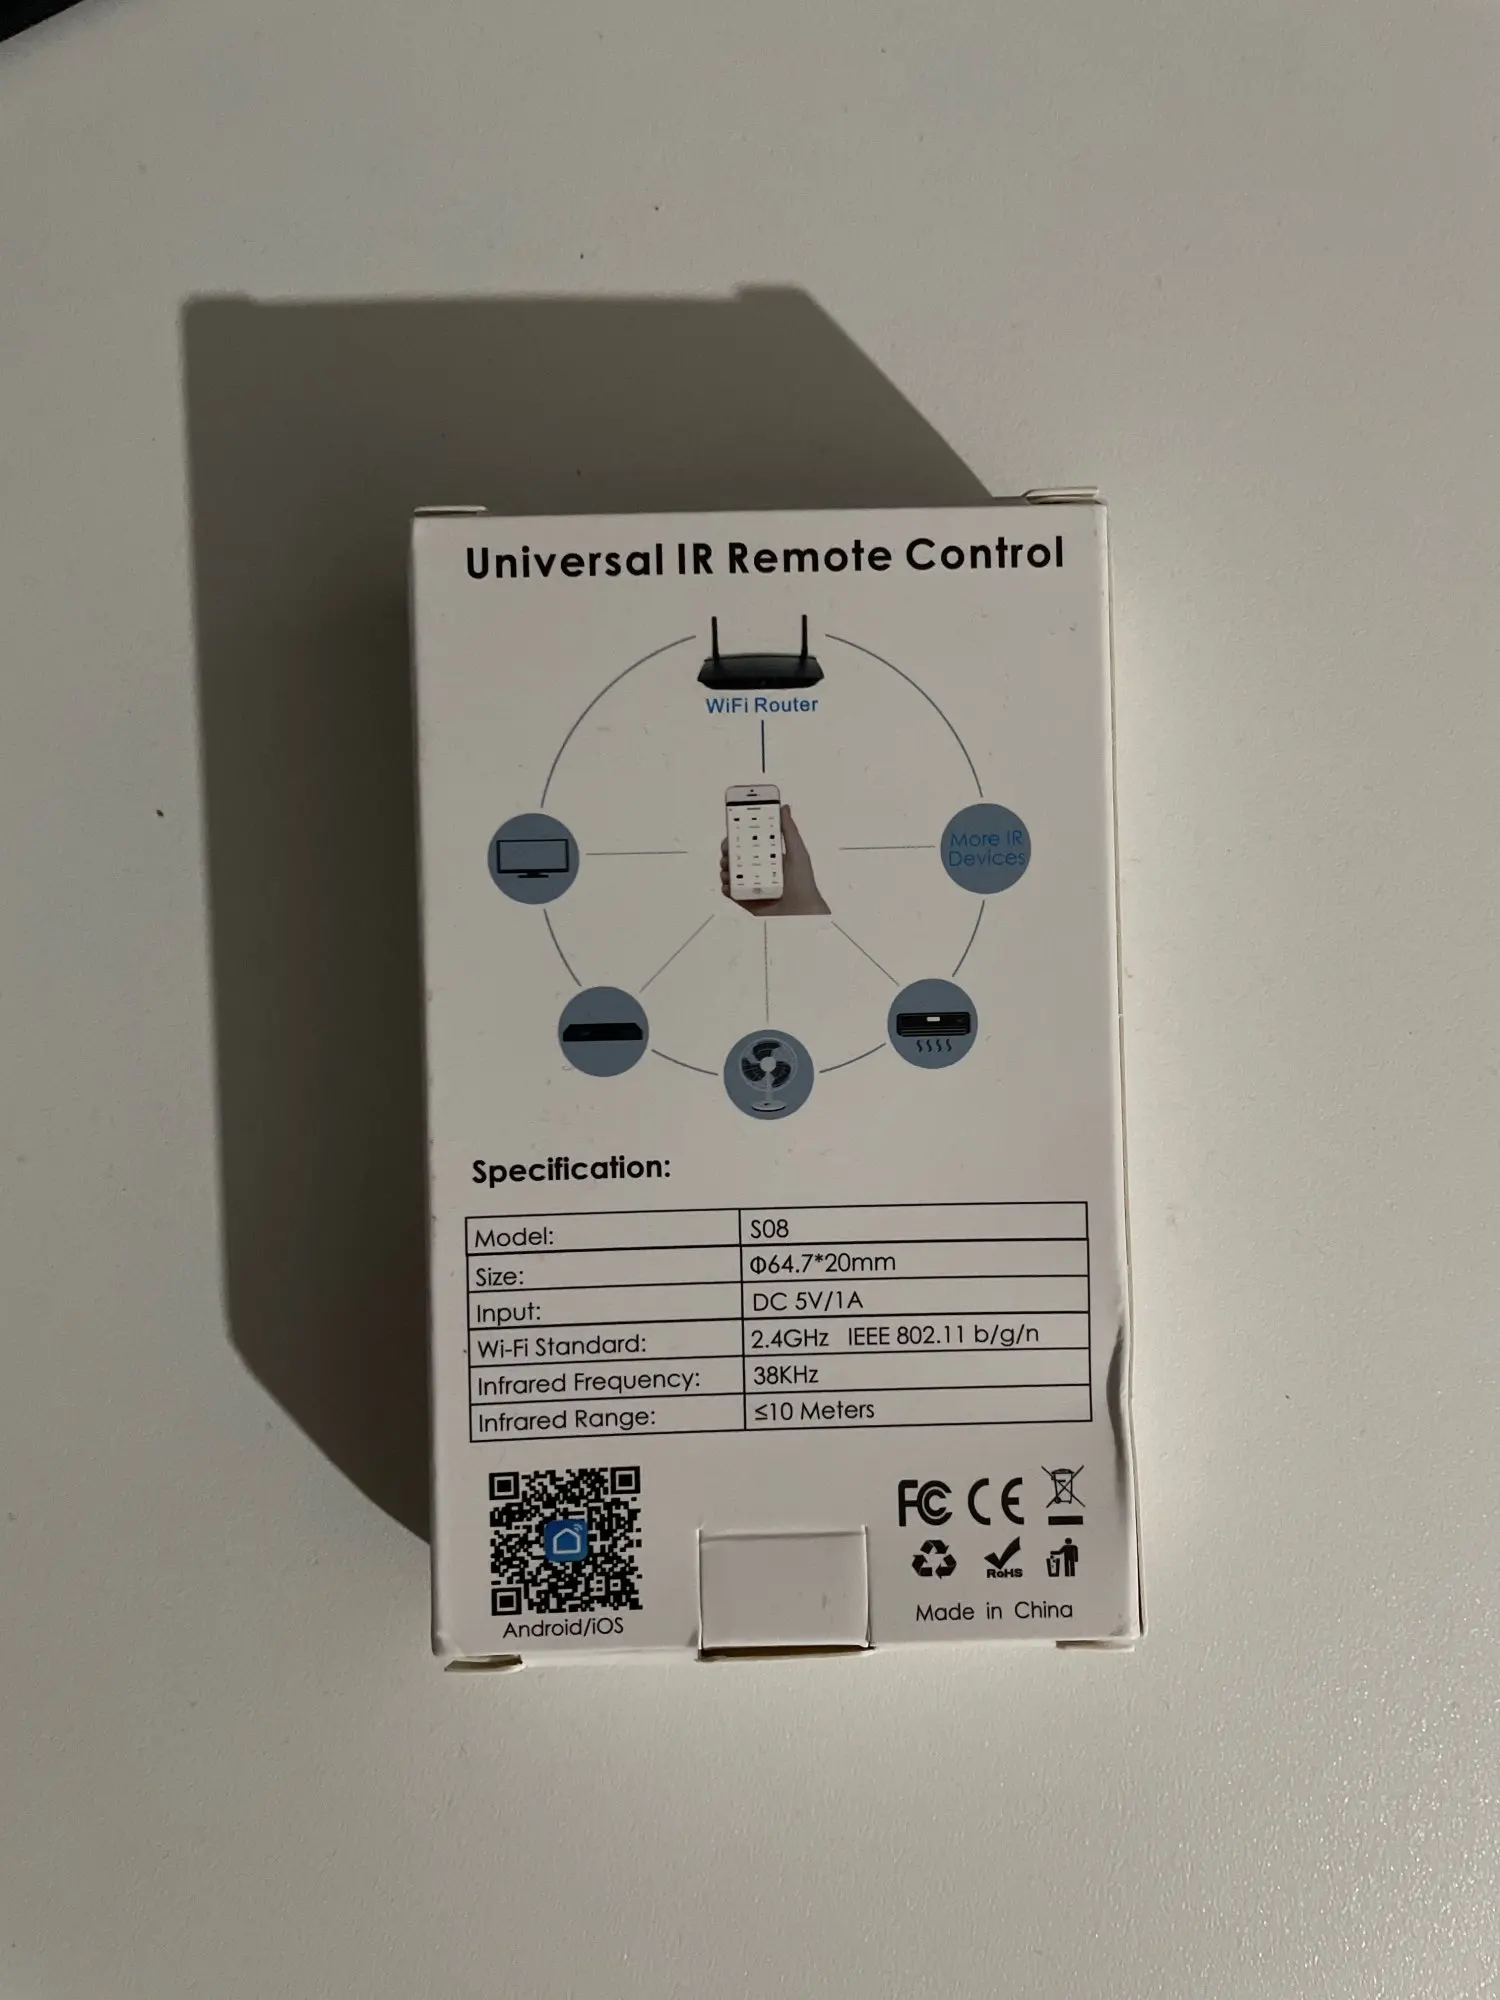 Universal IR Remote Control
WiFi Router
More IR
Devices
Specification:
Model: S08
Size: Φ64.7*20mm
Input: DC 5V/1A
Wi-Fi Standard: 2.4GHz IEEE 802.11 b/g/n
Infrared Frequency: 38KHz
Infrared Range: ≤10 Meters
FC CE
RoHS
Android/iOS
Made in China